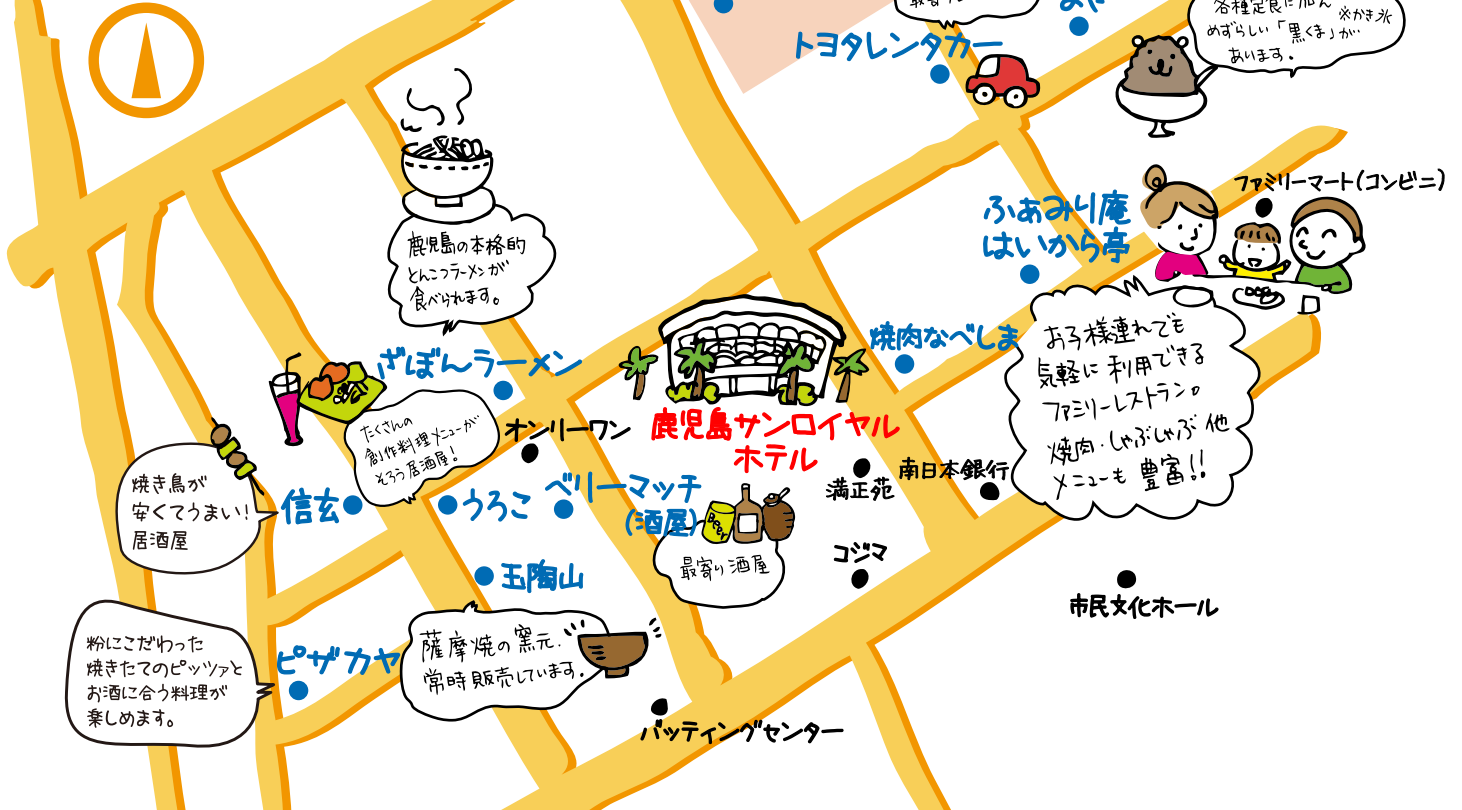 トヨタレンタカー
めずらしい「黒くま」が…
あいます。
※かき氷
ファミリーマート(コンビニ)
ふぁみり庵
はいから亭
お子様連れでも
気軽に利用できる
ファミリーレストラン。
焼肉・しゃぶしゃぶ他
メニューも豊富!!
鹿児島の本格的
とんこつラーメンが
食べられます。
ざぼんラーメン
焼肉なべしま
鹿児島サンロイヤル
ホテル
たくさんの
創作料理メニューが
そろう居酒屋!
オンリーワン
満正苑
南日本銀行
焼き鳥が
安くてうまい!
居酒屋
信玄
うろこ
ベリーマッチ
(酒屋)
Beer
最寄り酒屋
コジマ
玉陶山
市民文化ホール
粉にこだわった
焼きたてのピッツァと
お酒に合う料理が
楽しめます。
ピザカヤ
薩摩焼の窯元.
常時販売しています.
バッティングセンター